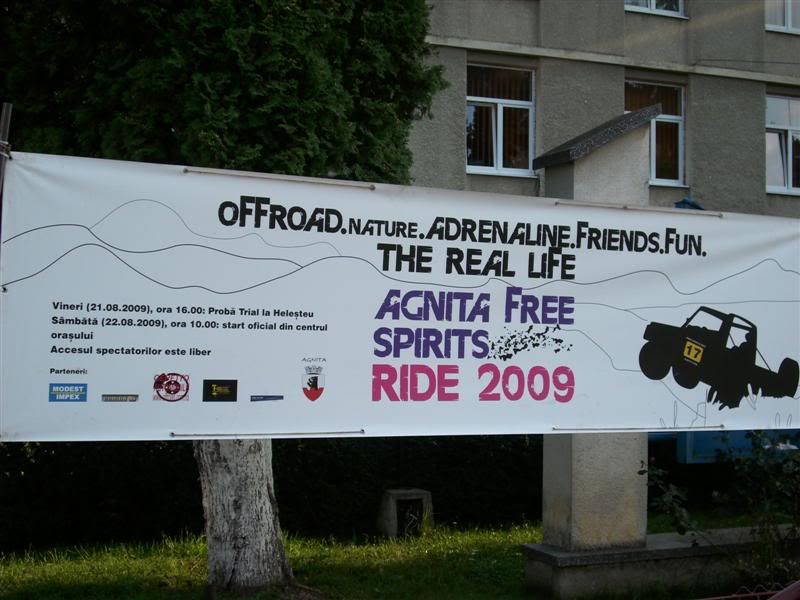 OFFROAD.NATURE.ADRENALINE.FRIENDS.FUN.
THE REAL LIFE
AGNITA FREE
SPIRITS
RIDE 2009
Vineri (21.08.2009), ora 16.00: Probă Trial la Heleșteu
Sâmbătă (22.08.2009), ora 10.00: start oficial din centrul
orașului
Accesul spectatorilor este liber
Parteneri:
MODEST
IMPEX
AGNITA
17